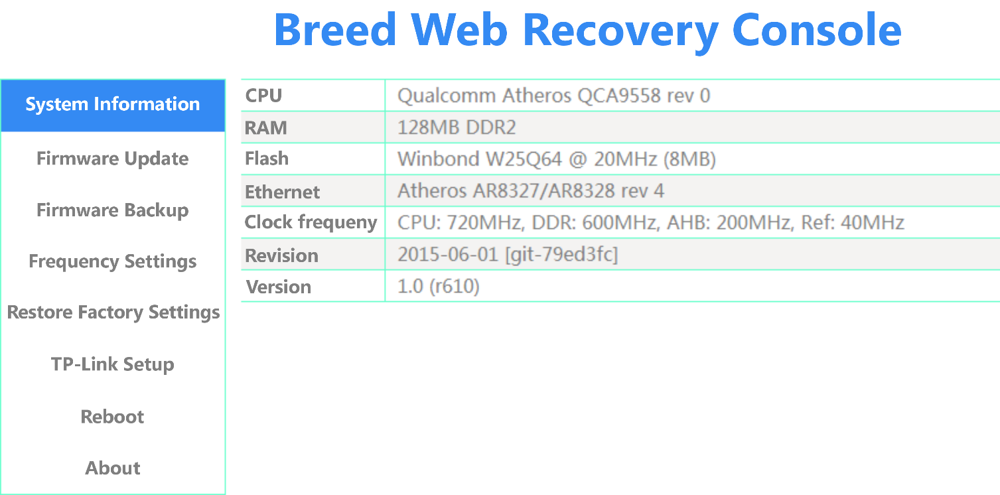 Breed Web Recovery Console
System Information
Firmware Update
Firmware Backup
Frequency Settings
Restore Factory Settings
TP-Link Setup
Reboot
About
CPU Qualcomm Atheros QCA9558 rev 0
RAM 128MB DDR2
Flash Winbond W25Q64 @ 20MHz (8MB)
Ethernet Atheros AR8327/AR8328 rev 4
Clock frequeny CPU: 720MHz, DDR: 600MHz, AHB: 200MHz, Ref: 40MHz
Revision 2015-06-01 [git-79ed3fc]
Version 1.0 (r610)